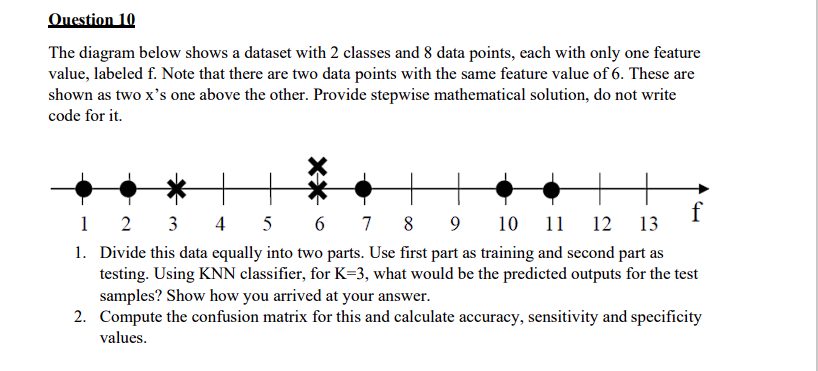 Question 10
The diagram below shows a dataset with 2 classes and 8 data points, each with only one feature
value, labeled f. Note that there are two data points with the same feature value of 6. These are
shown as two x's one above the other. Provide stepwise mathematical solution, do not write
code for it.
1 2 3 4 5 6 7 8 9 10 11 12 13 f
1. Divide this data equally into two parts. Use first part as training and second part as
testing. Using KNN classifier, for K=3, what would be the predicted outputs for the test
samples? Show how you arrived at your answer.
2. Compute the confusion matrix for this and calculate accuracy, sensitivity and specificity
values.